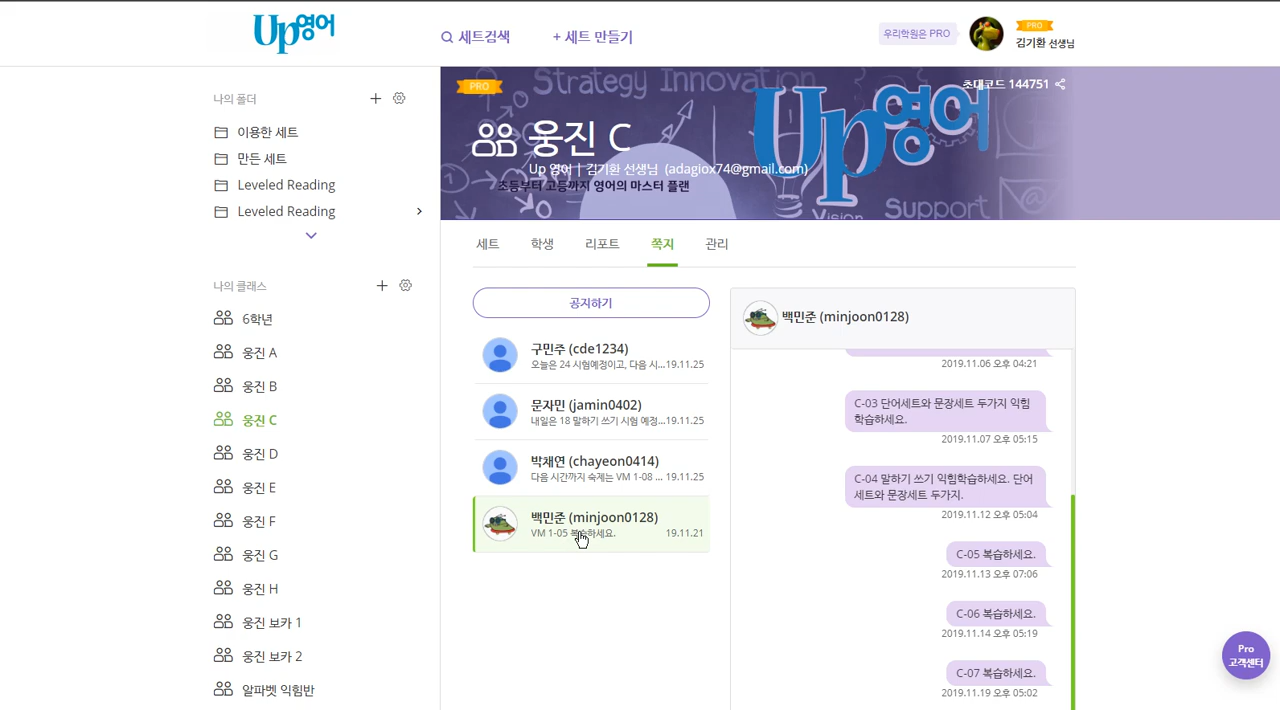 Up영어
세트검색
+ 세트 만들기
우리학원은 PRO
PRO
김기환 선생님
나의 폴더
이용한 세트
만든 세트
Leveled Reading
Leveled Reading
나의 클래스
6학년
웅진 A
웅진 B
웅진 C
웅진 D
웅진 E
웅진 F
웅진 G
웅진 H
웅진 보카 1
웅진 보카 2
알파벳 익힘반
PRO
Strategy Innovation
초대코드 144751
웅진 C
Up영어
Up 영어 | 김기환 선생님 (adagiox74@gmail.com)
초등부터 고등까지 영어의 마스터 플랜
Vision
Support
세트
학생
리포트
쪽지
관리
공지하기
구민주 (cde1234)
오늘은 24 시험예정이고, 다음 시...19.11.25
문자민 (jamin0402)
내일은 18 말하기 쓰기 시험 예정...19.11.25
박채연 (chayeon0414)
다음 시간까지 숙제는 VM 1-08 ... 19.11.25
백민준 (minjoon0128)
VM 1-05 복습하세요. 19.11.21
백민준 (minjoon0128)
2019.11.06 오후 04:21
C-03 단어세트와 문장세트 두가지 익힘
학습하세요.
2019.11.07 오후 05:15
C-04 말하기 쓰기 익힘학습하세요. 단어
세트와 문장세트 두가지.
2019.11.12 오후 05:04
C-05 복습하세요.
2019.11.13 오후 07:06
C-06 복습하세요.
2019.11.14 오후 05:19
C-07 복습하세요.
2019.11.19 오후 05:02
Pro
고객센터